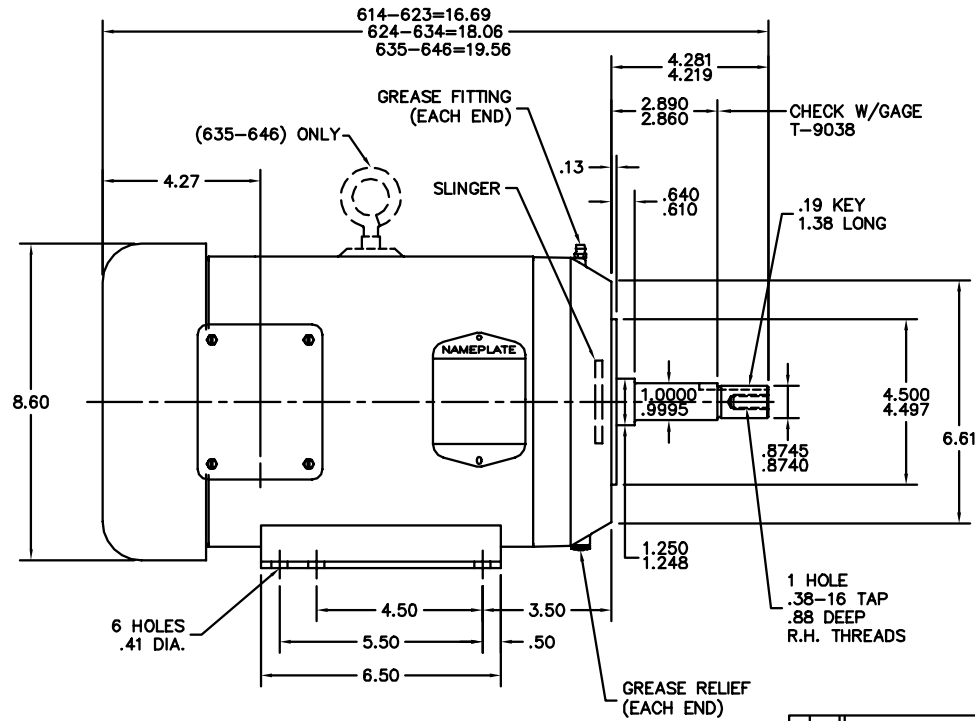 614-623=16.69
624-634=18.06
635-646=19.56
4.281
4.219
GREASE FITTING
(EACH END)
2.890
2.860
CHECK W/GAGE
T-9038
(635-646) ONLY
.13
4.27
SLINGER
.640
.610
.19 KEY
1.38 LONG
NAMEPLATE
8.60
1.0000
.9995
4.500
4.497
6.61
.8745
.8740
1.250
1.248
1 HOLE
.38-16 TAP
.88 DEEP
R.H. THREADS
6 HOLES
.41 DIA.
4.50
3.50
5.50
.50
6.50
GREASE RELIEF
(EACH END)